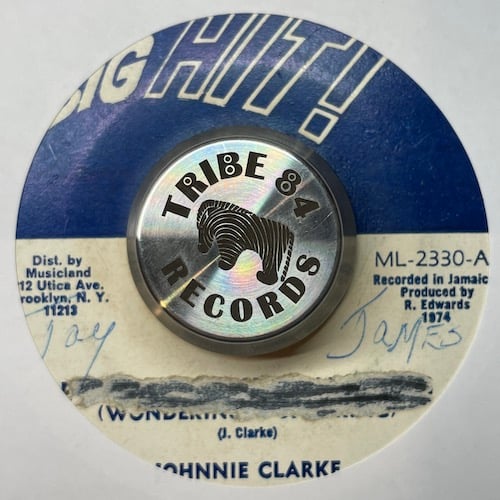 BIG HIT!
TRIBE 84
RECORDS
Dist. by
Musicland
12 Utica Ave.
Brooklyn, N. Y.
11213
ML-2330-A
Recorded in Jamaic
Produced by
R. Edwards
1974
Jay
James
(J. Clarke)
JOHNNIE CLARKE